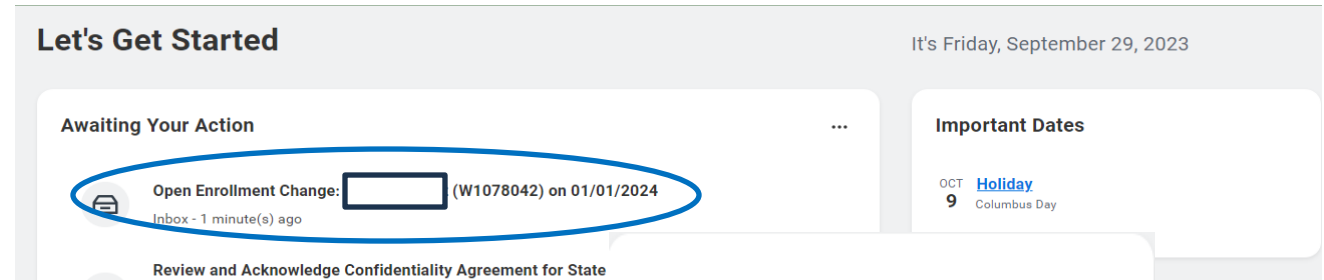 Let's Get Started
It's Friday, September 29, 2023
Awaiting Your Action
Open Enrollment Change: (W1078042) on 01/01/2024
Inbox - 1 minute(s) ago
Review and Acknowledge Confidentiality Agreement for State
Important Dates
OCT
9
Holiday
Columbus Day